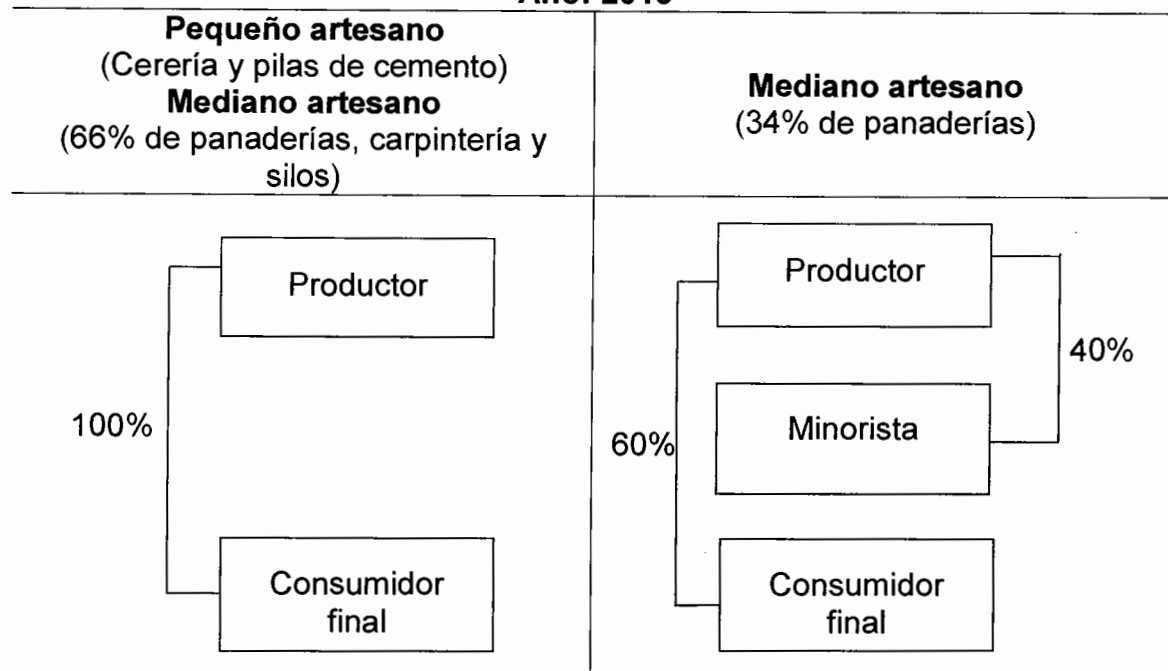 Pequeño artesano
(Cerería y pilas de cemento)
Mediano artesano
(66% de panaderías, carpintería y
silos)
Mediano artesano
(34% de panaderías)
Productor
100%
Consumidor
final
Productor
40%
Minorista
60%
Consumidor
final